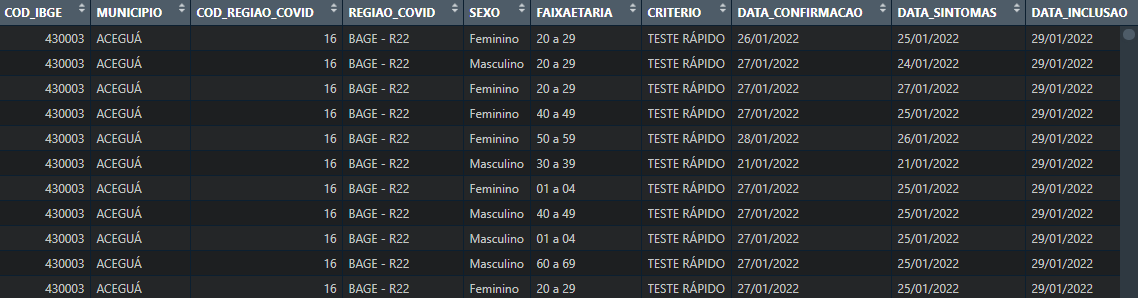 COD_IBGE MUNICIPIO COD_REGIAO_COVID REGIAO_COVID SEXO FAIXAETARIA CRITERIO DATA_CONFIRMACAO DATA_SINTOMAS DATA_INCLUSAO
430003 ACEGUÁ 16 BAGE - R22 Feminino 20 a 29 TESTE RÁPIDO 26/01/2022 25/01/2022 29/01/2022
430003 ACEGUÁ 16 BAGE - R22 Masculino 20 a 29 TESTE RÁPIDO 27/01/2022 24/01/2022 29/01/2022
430003 ACEGUÁ 16 BAGE - R22 Feminino 20 a 29 TESTE RÁPIDO 27/01/2022 27/01/2022 29/01/2022
430003 ACEGUÁ 16 BAGE - R22 Feminino 40 a 49 TESTE RÁPIDO 27/01/2022 25/01/2022 29/01/2022
430003 ACEGUÁ 16 BAGE - R22 Feminino 50 a 59 TESTE RÁPIDO 28/01/2022 26/01/2022 29/01/2022
430003 ACEGUÁ 16 BAGE - R22 Masculino 30 a 39 TESTE RÁPIDO 21/01/2022 21/01/2022 29/01/2022
430003 ACEGUÁ 16 BAGE - R22 Feminino 01 a 04 TESTE RÁPIDO 27/01/2022 25/01/2022 29/01/2022
430003 ACEGUÁ 16 BAGE - R22 Masculino 40 a 49 TESTE RÁPIDO 27/01/2022 25/01/2022 29/01/2022
430003 ACEGUÁ 16 BAGE - R22 Masculino 01 a 04 TESTE RÁPIDO 27/01/2022 25/01/2022 29/01/2022
430003 ACEGUÁ 16 BAGE - R22 Masculino 60 a 69 TESTE RÁPIDO 27/01/2022 25/01/2022 29/01/2022
430003 ACEGUÁ 16 BAGE - R22 Feminino 20 a 29 TESTE RÁPIDO 27/01/2022 25/01/2022 29/01/2022